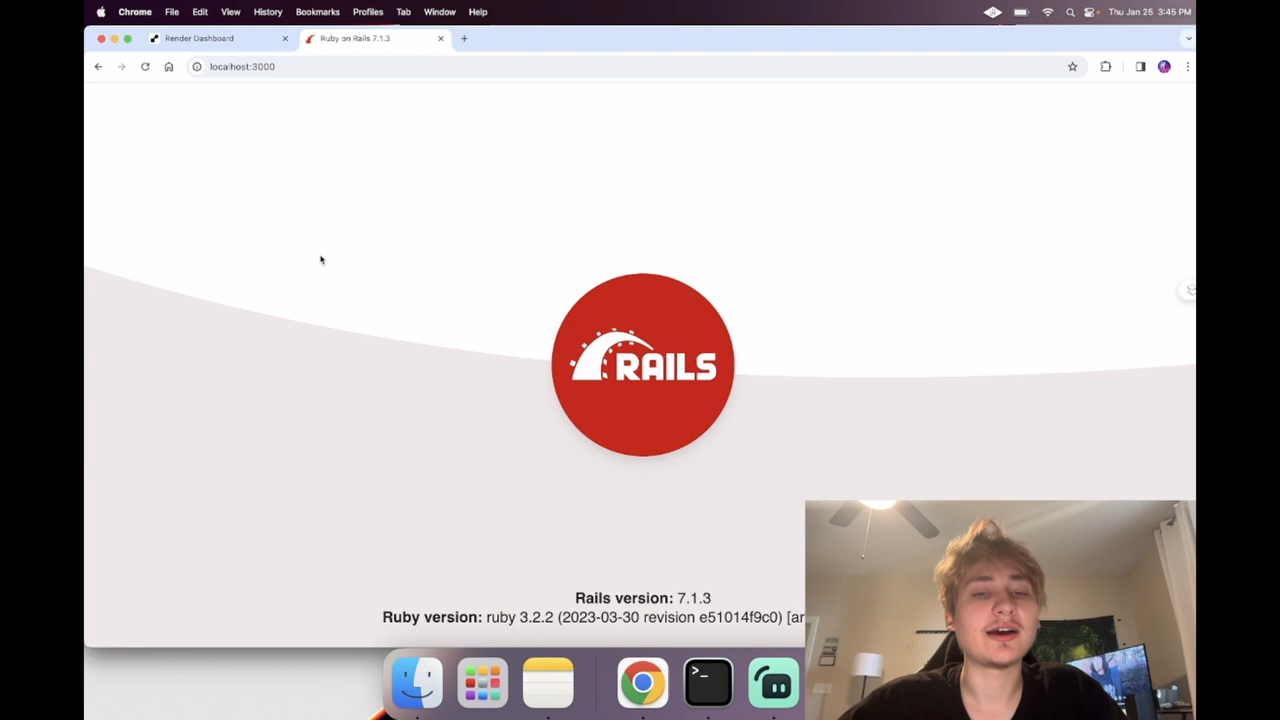 Chrome File Edit View History Bookmarks Profiles Tab Window Help Thu Jan 25 3:45 PM
Render Dashboard Ruby on Rails 7.1.3
localhost:3000
RAILS
Rails version: 7.1.3
Ruby version: ruby 3.2.2 (2023-03-30 revision e51014f9c0) [ar